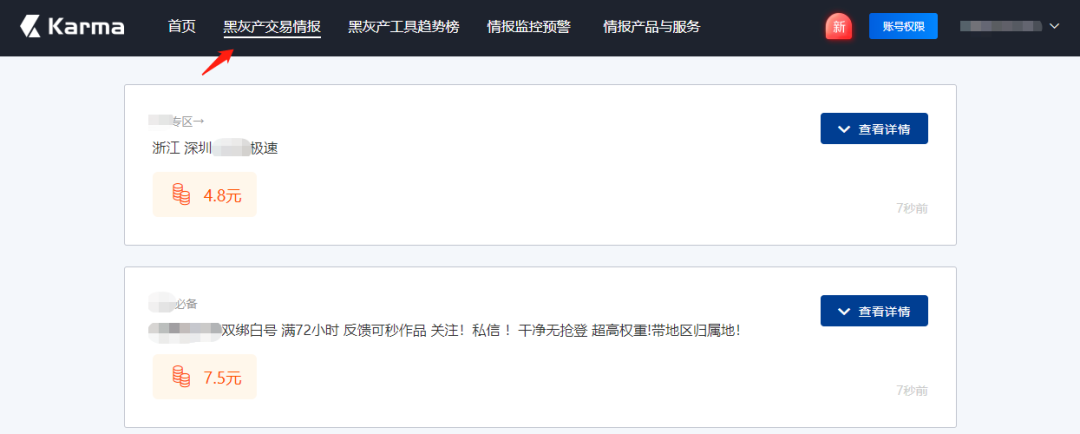 Karma 首页 黑灰产交易情报 黑灰产工具趋势榜 情报监控预警 情报产品与服务 新 账号权限
专区→
浙江 深圳 极速
查看详情
4.8元
7秒前
必备
双绑白号 满72小时 反馈可秒作品 关注！私信！干净无抢登 超高权重!带地区归属地!
查看详情
7.5元
7秒前